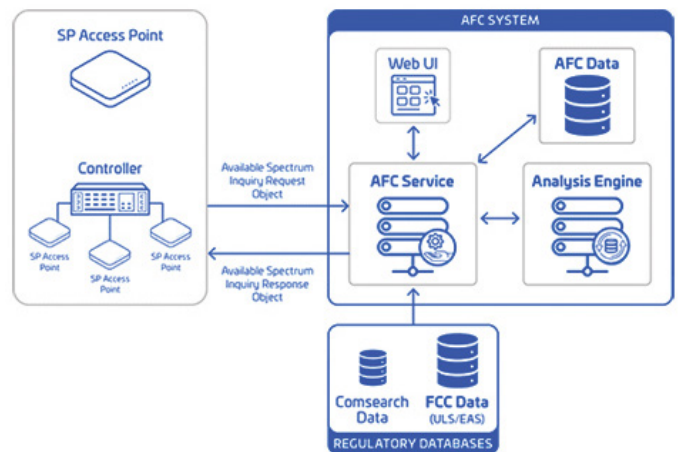 AFC SYSTEM
SP Access Point
Web UI
AFC Data
Controller
Available Spectrum
Inquiry Request
Object
AFC Service
Analysis Engine
SP Access
Point
SP Access
Point
SP Access
Point
Available Spectrum
Inquiry Response
Object
Comsearch
Data
FCC Data
(ULS/EAS)
REGULATORY DATABASES